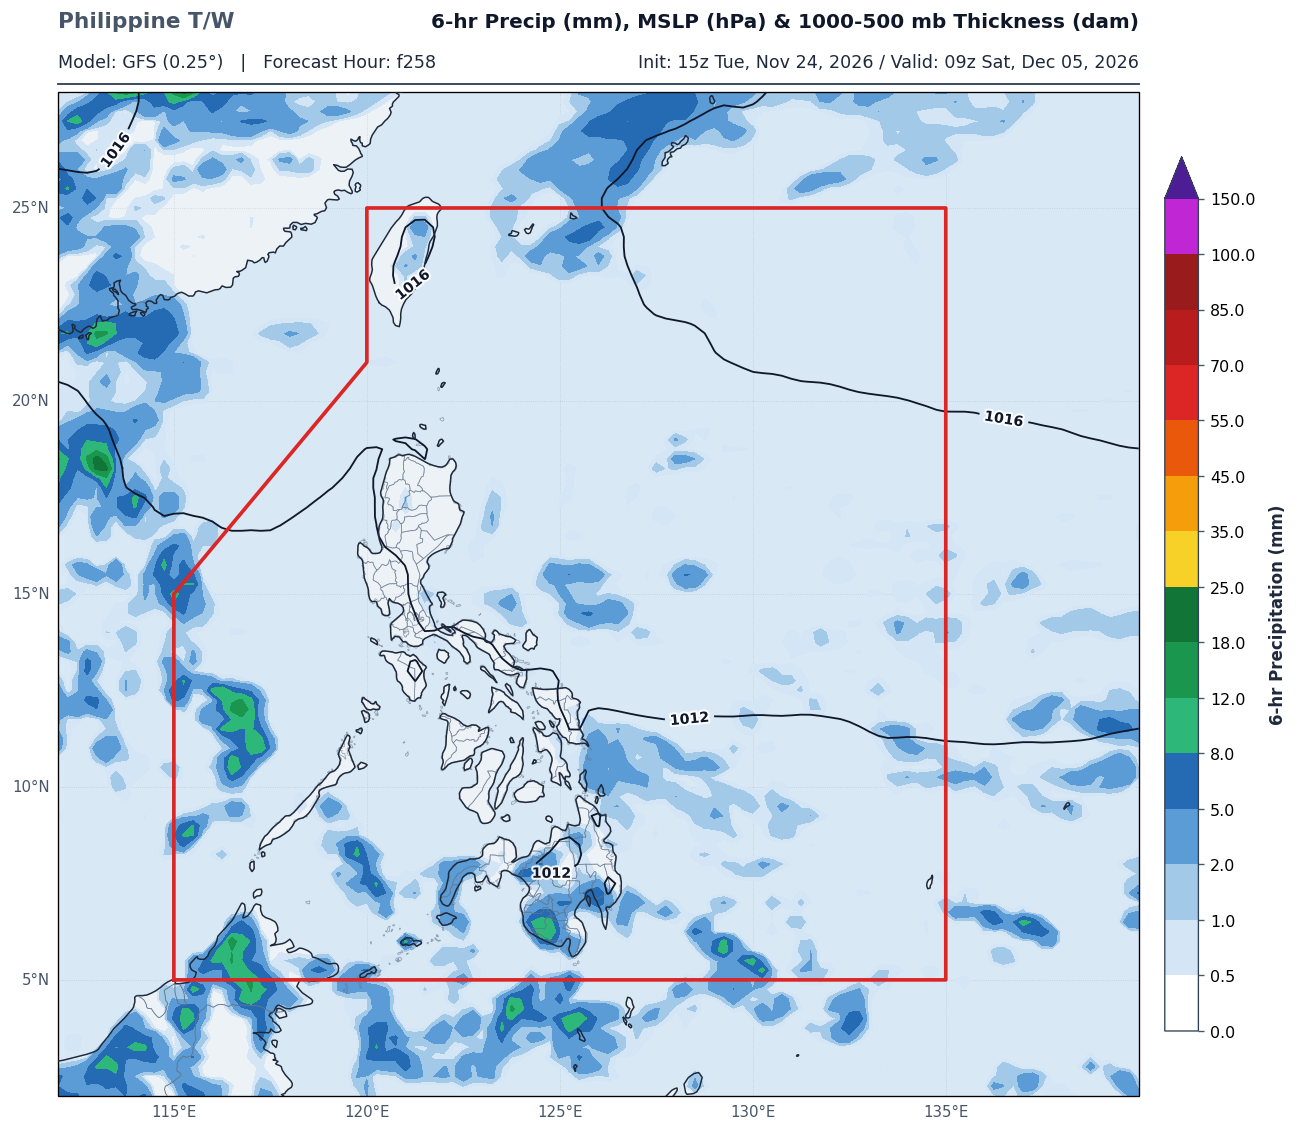 Philippine T/W
6-hr Precip (mm), MSLP (hPa) & 1000-500 mb Thickness (dam)
Model: GFS (0.25°) | Forecast Hour: f258
Init: 15z Tue, Nov 24, 2026 / Valid: 09z Sat, Dec 05, 2026
1016
1016
1016
1012
1012
25°N
20°N
15°N
10°N
5°N
115°E
120°E
125°E
130°E
135°E
150.0
100.0
85.0
70.0
55.0
45.0
35.0
25.0
18.0
12.0
8.0
5.0
2.0
1.0
0.5
0.0
6-hr Precipitation (mm)